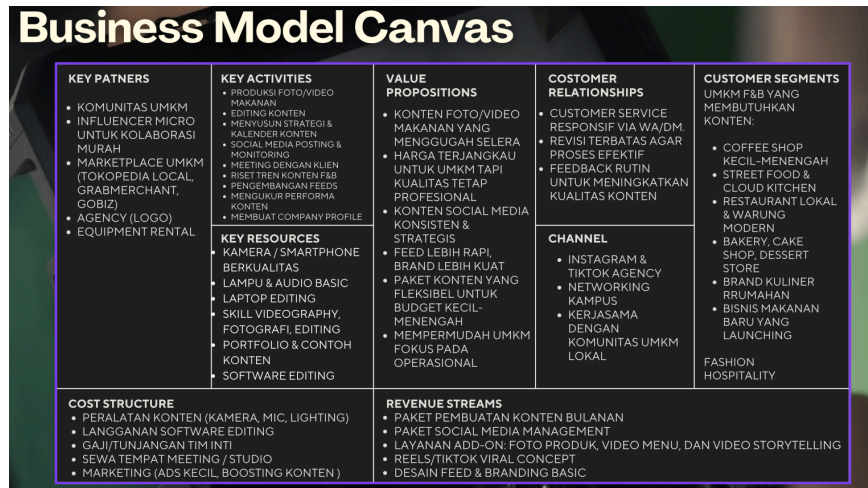 Business Model Canvas
KEY PATNERS
• KOMUNITAS UMKM
• INFLUENCER MICRO
UNTUK KOLABORASI
MURAH
• MARKETPLACE UMKM
(TOKOPEDIA LOCAL,
GRABMERCHANT,
GOBIZ)
• AGENCY (LOGO)
• EQUIPMENT RENTAL
KEY ACTIVITIES
• PRODUKSI FOTO/VIDEO
MAKANAN
• EDITING KONTEN
• MENYUSUN STRATEGI &
KALENDER KONTEN
• SOCIAL MEDIA POSTING &
MONITORING
• MEETING DENGAN KLIEN
• RISET TREN KONTEN F&B
• PENGEMBANGAN FEEDS
• MENGUKUR PERFORMA
KONTEN
• MEMBUAT COMPANY PROFILE
KEY RESOURCES
• KAMERA / SMARTPHONE
BERKUALITAS
• LAMPU & AUDIO BASIC
• LAPTOP EDITING
• SKILL VIDEOGRAPHY,
FOTOGRAFI, EDITING
• PORTFOLIO & CONTOH
KONTEN
• SOFTWARE EDITING
VALUE
PROPOSITIONS
• KONTEN FOTO/VIDEO
MAKANAN YANG
MENGGUGAH SELERA
• HARGA TERJANGKAU
UNTUK UMKM TAPI
KUALITAS TETAP
PROFESIONAL
• KONTEN SOCIAL MEDIA
KONSISTEN &
STRATEGIS
• FEED LEBIH RAPI,
BRAND LEBIH KUAT
• PAKET KONTEN YANG
FLEKSIBEL UNTUK
BUDGET KECIL-
MENENGAH
• MEMPERMUDAH UMKM
FOKUS PADA
OPERASIONAL
COSTOMER
RELATIONSHIPS
• CUSTOMER SERVICE
RESPONSIF VIA WA/DM.
• REVISI TERBATAS AGAR
PROSES EFEKTIF
• FEEDBACK RUTIN
UNTUK MENINGKATKAN
KUALITAS KONTEN
CHANNEL
• INSTAGRAM &
TIKTOK AGENCY
• NETWORKING
KAMPUS
• KERJASAMA
DENGAN
KOMUNITAS UMKM
LOKAL
CUSTOMER SEGMENTS
UMKM F&B YANG
MEMBUTUHKAN
KONTEN:
• COFFEE SHOP
KECIL-MENENGAH
• STREET FOOD &
CLOUD KITCHEN
• RESTAURANT LOKAL
& WARUNG
MODERN
• BAKERY, CAKE
SHOP, DESSERT
STORE
• BRAND KULINER
RRUMAHAN
• BISNIS MAKANAN
BARU YANG
LAUNCHING
FASHION
HOSPITALITY
COST STRUCTURE
• PERALATAN KONTEN (KAMERA, MIC, LIGHTING)
• LANGGANAN SOFTWARE EDITING
• GAJI/TUNJANGAN TIM INTI
• SEWA TEMPAT MEETING / STUDIO
• MARKETING (ADS KECIL, BOOSTING KONTEN )
REVENUE STREAMS
• PAKET PEMBUATAN KONTEN BULANAN
• PAKET SOCIAL MEDIA MANAGEMENT
• LAYANAN ADD-ON: FOTO PRODUK, VIDEO MENU, DAN VIDEO STORYTELLING
• REELS/TIKTOK VIRAL CONCEPT
• DESAIN FEED & BRANDING BASIC